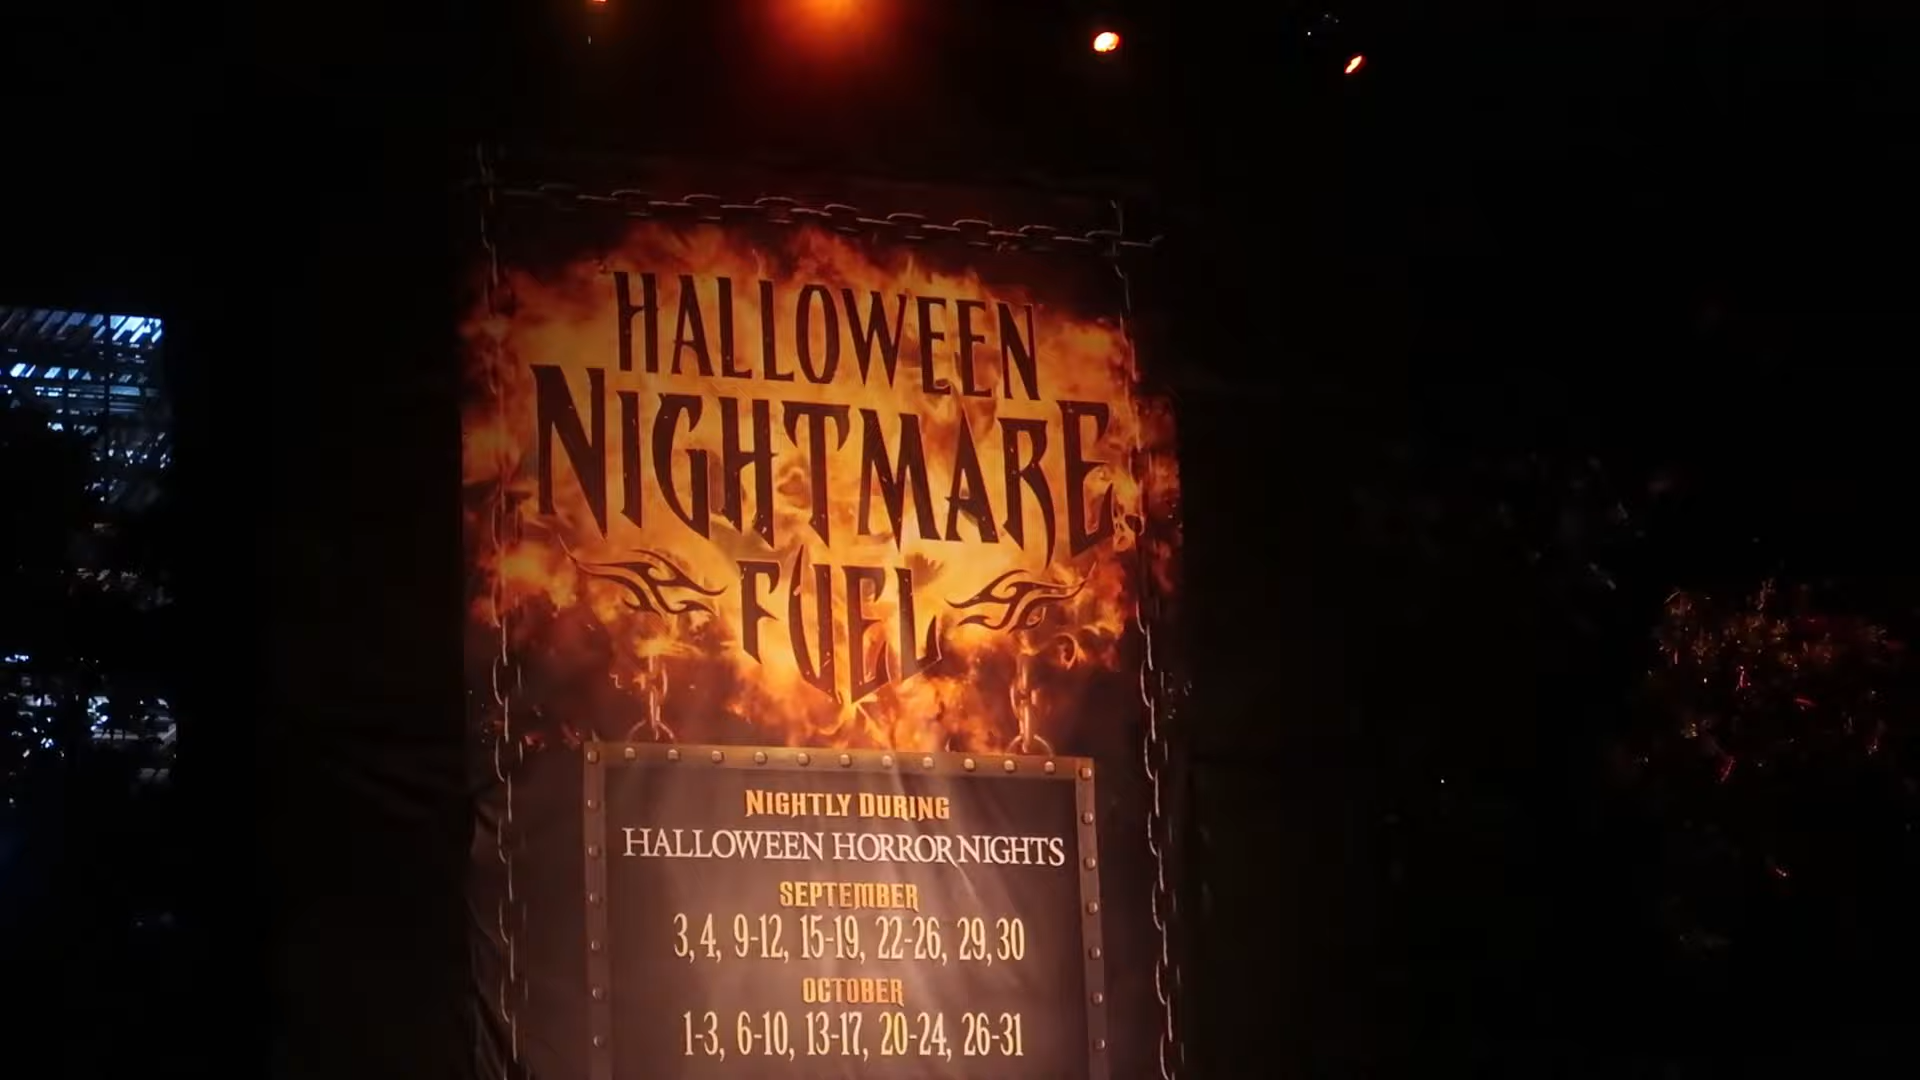 HALLOWEEN
NIGHTMARE
FUEL
NIGHTLY DURING
HALLOWEEN HORROR NIGHTS
SEPTEMBER
3, 4, 9-12, 15-19, 22-26, 29, 30
OCTOBER
1-3, 6-10, 13-17, 20-24, 26-31